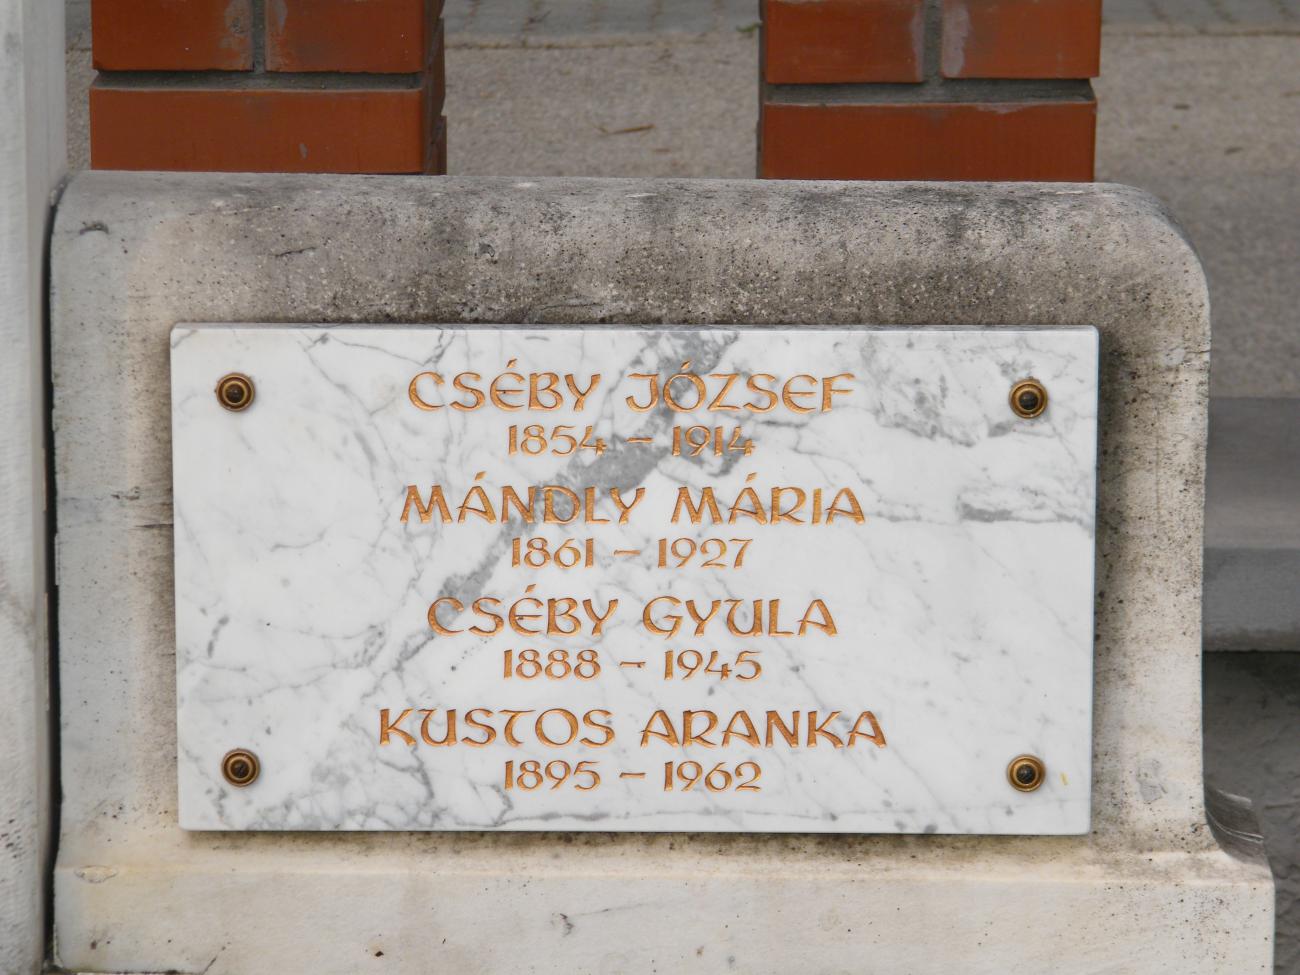 CSÉBY JÓZSEF
1854 – 1914
MÁNDLY MÁRIA
1861 – 1927
CSÉBY GYULA
1888 – 1945
KUSTOS ARANKA
1895 – 1962